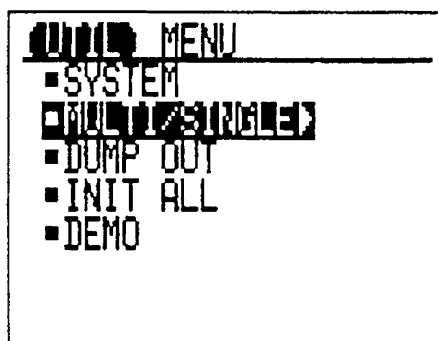 UTIL MENU
SYSTEM
MULTI/SINGLE
DUMP OUT
INIT ALL
DEMO